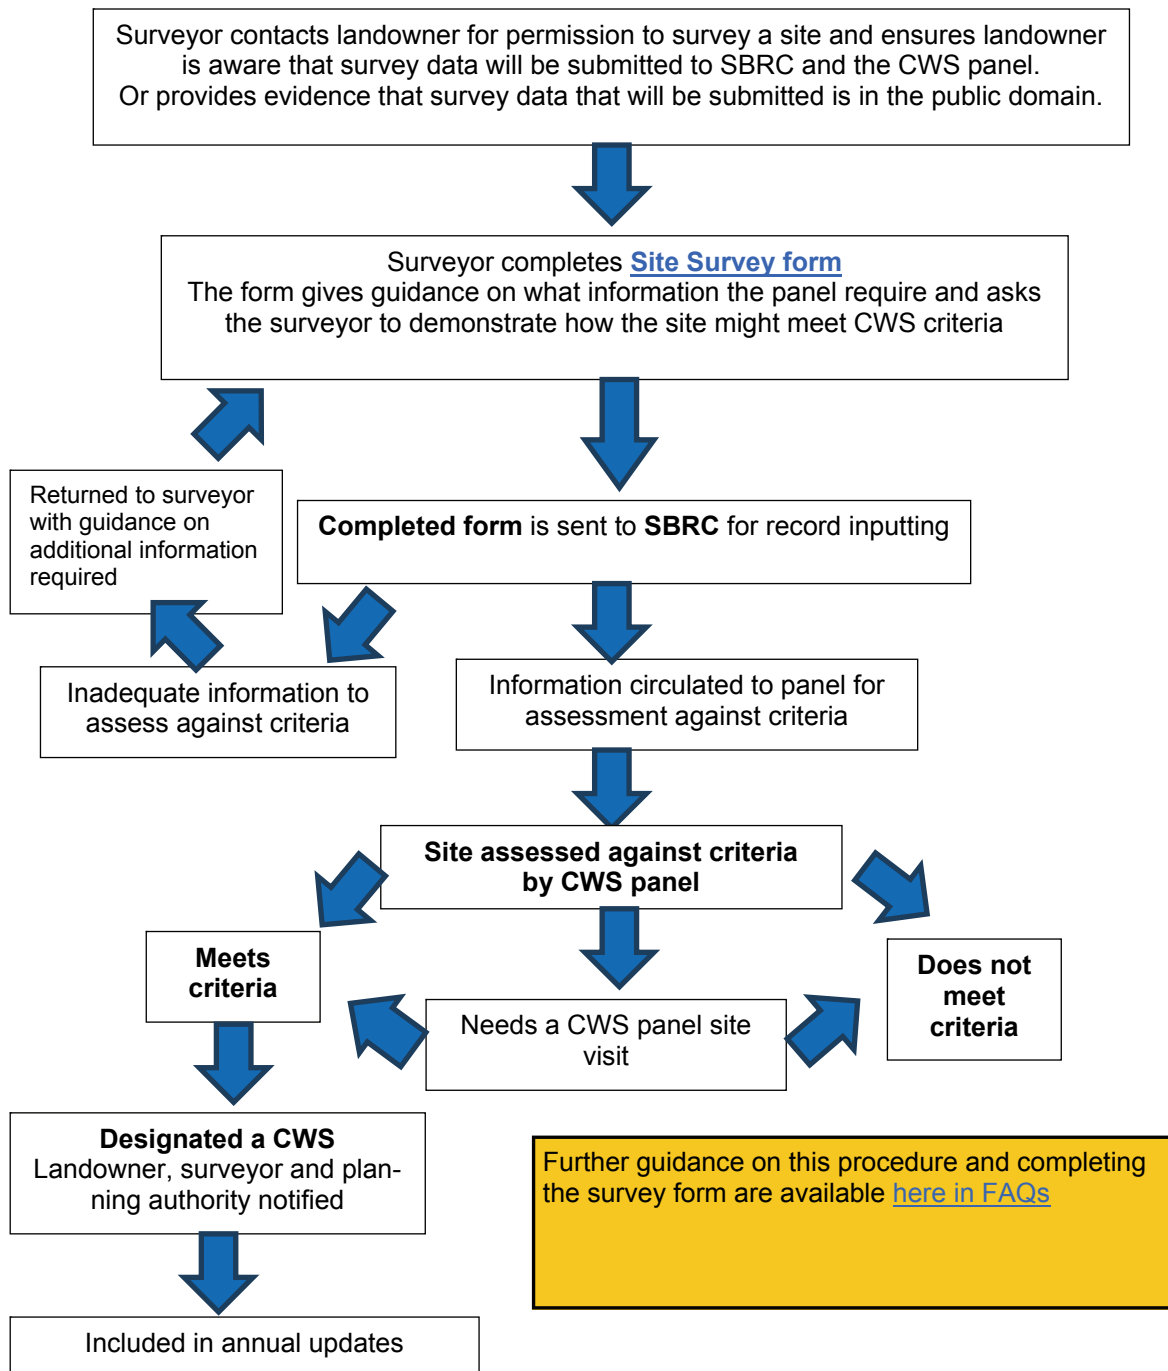 Surveyor contacts landowner for permission to survey a site and ensures landowner
is aware that survey data will be submitted to SBRC and the CWS panel.
Or provides evidence that survey data that will be submitted is in the public domain.
Surveyor completes Site Survey form
The form gives guidance on what information the panel require and asks
the surveyor to demonstrate how the site might meet CWS criteria
Returned to surveyor
with guidance on
additional information
required
Completed form is sent to SBRC for record inputting
Inadequate information to
assess against criteria
Information circulated to panel for
assessment against criteria
Site assessed against criteria
by CWS panel
Meets
criteria
Needs a CWS panel site
visit
Does not
meet
criteria
Designated a CWS
Landowner, surveyor and plan-
ning authority notified
Further guidance on this procedure and completing
the survey form are available here in FAQs
Included in annual updates